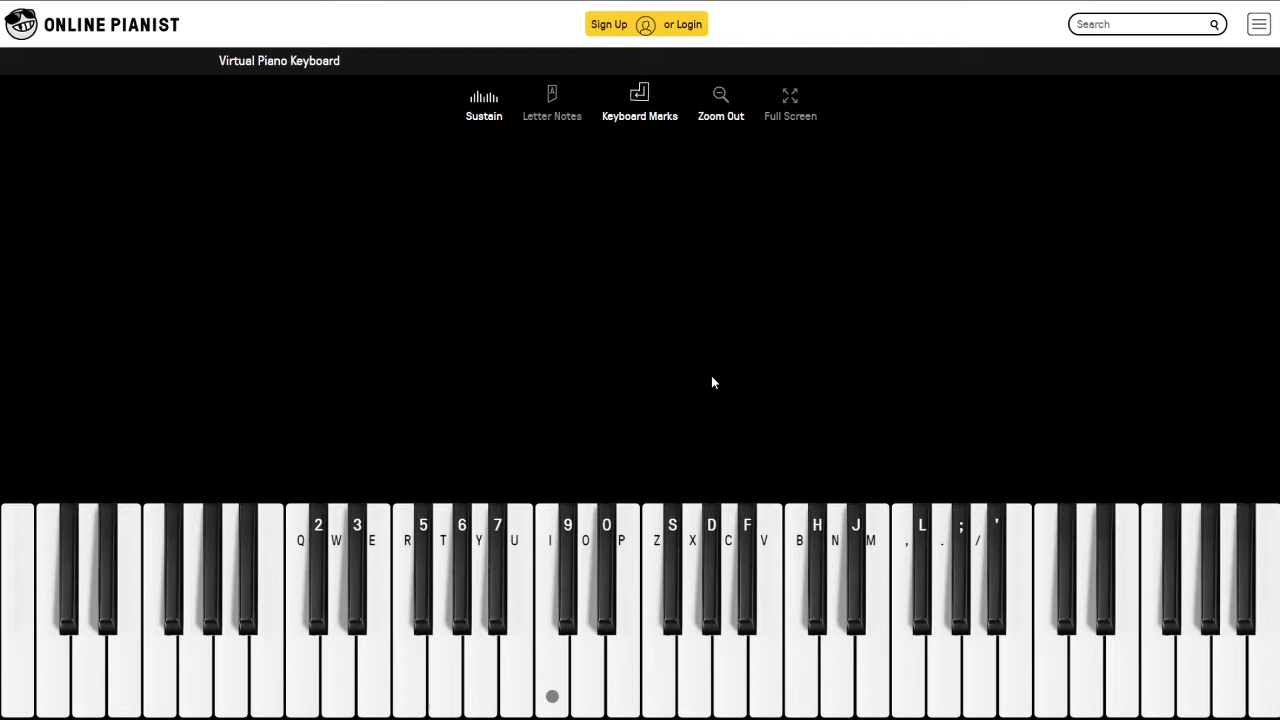 ONLINE PIANIST
Sign Up or Login
Search
Virtual Piano Keyboard
A
Sustain Letter Notes Keyboard Marks Zoom Out Full Screen
2 3 5 6 7 9 0 S D F H J L ; '
Q W E R T Y U I O P Z X C V B N M , . /